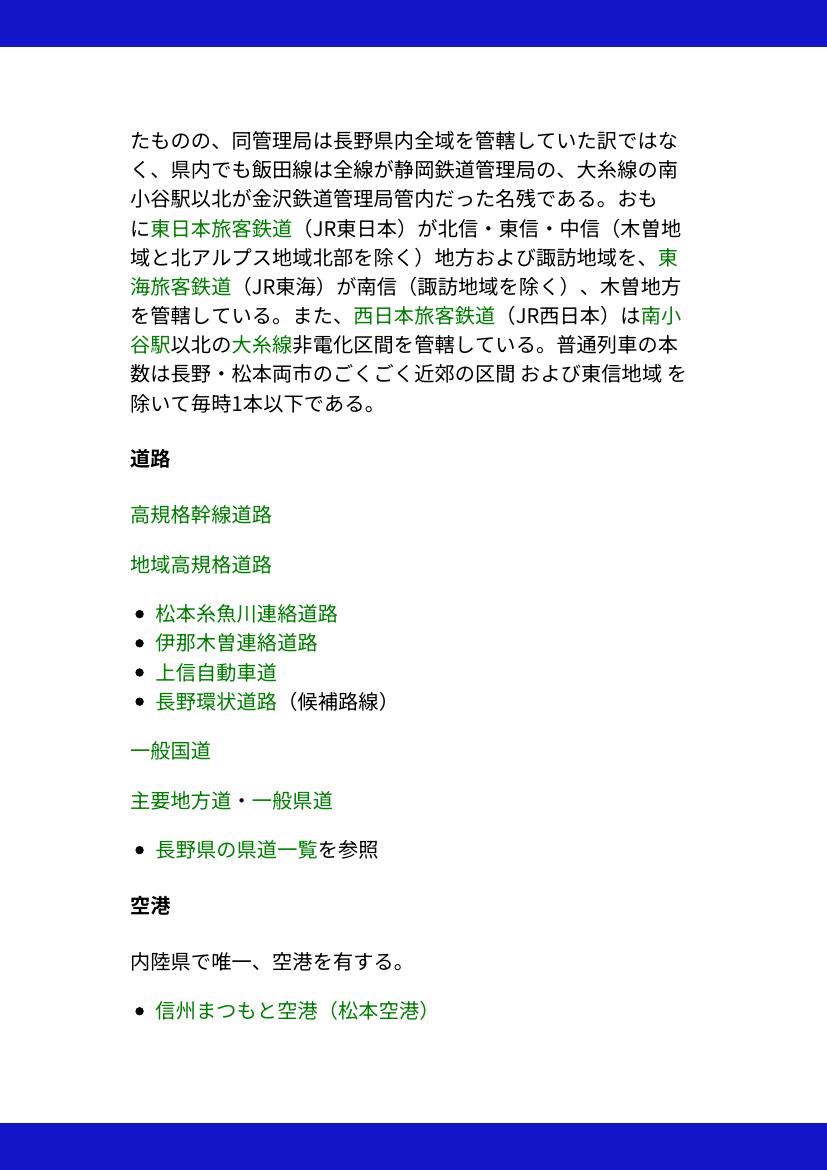 たものの、同管理局は長野県内全域を管轄していた訳ではな
く、県内でも飯田線は全線が静岡鉄道管理局の、大糸線の南
小谷駅以北が金沢鉄道管理局管内だった名残である。おも
に東日本旅客鉄道（JR東日本）が北信・東信・中信（木曽地
域と北アルプス地域北部を除く）地方および諏訪地域を、東
海旅客鉄道（JR東海）が南信（諏訪地域を除く）、木曽地方
を管轄している。また、西日本旅客鉄道（JR西日本）は南小
谷駅以北の大糸線非電化区間を管轄している。普通列車の本
数は長野・松本両市のごくごく近郊の区間 および東信地域 を
除いて毎時1本以下である。
道路
高規格幹線道路
地域高規格道路
● 松本糸魚川連絡道路
● 伊那木曽連絡道路
● 上信自動車道
● 長野環状道路（候補路線）
一般国道
主要地方道・一般県道
● 長野県の県道一覧を参照
空港
内陸県で唯一、空港を有する。
● 信州まつもと空港（松本空港）